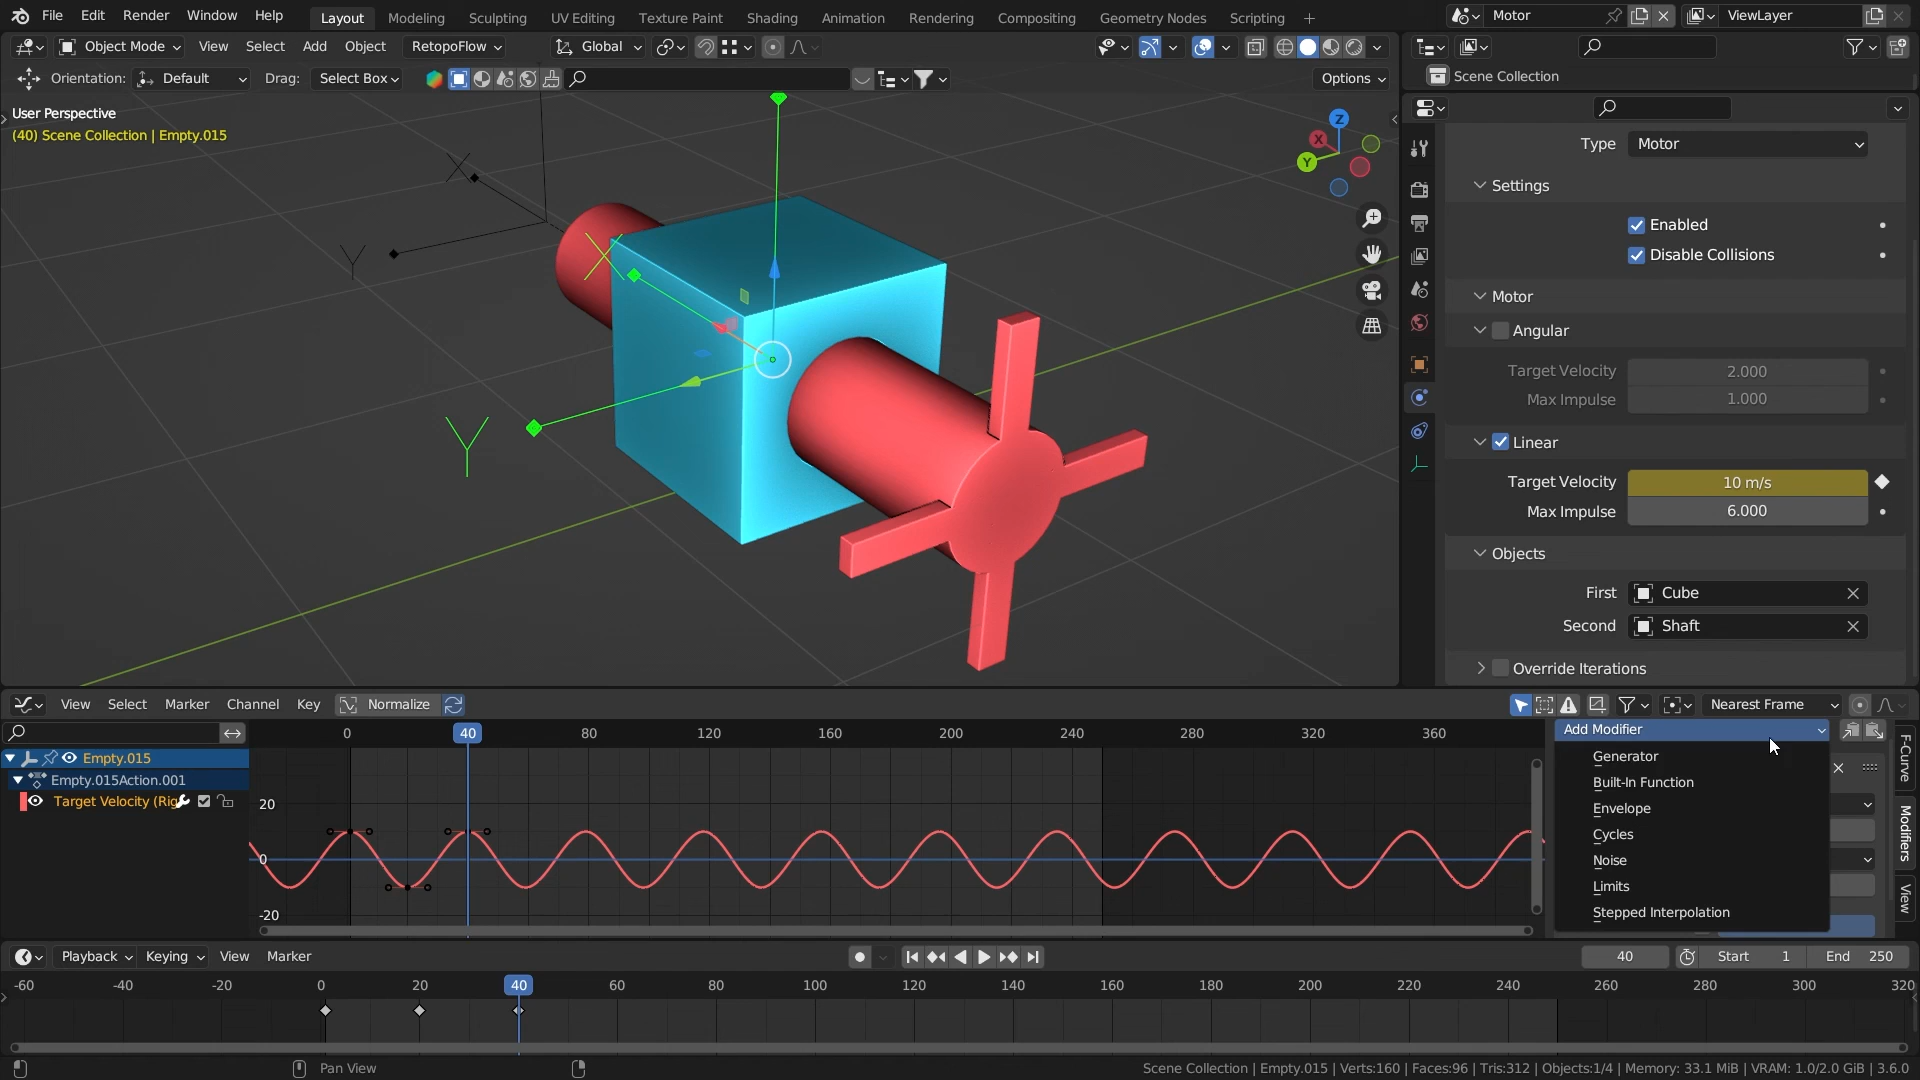 File Edit Render Window Help Layout Modeling Sculpting UV Editing Texture Paint Shading Animation Rendering Compositing Geometry Nodes Scripting + Motor ViewLayer
Object Mode View Select Add Object RetopoFlow Global
Orientation: Default Drag: Select Box Options
Scene Collection
User Perspective
(40) Scene Collection | Empty.015
X
Y
X
Y
Z
X
Y
Type Motor
Settings
Enabled
Disable Collisions
Motor
Angular
Target Velocity 2.000
Max Impulse 1.000
Linear
Target Velocity 10 m/s
Max Impulse 6.000
Objects
First Cube
Second Shaft
Override Iterations
View Select Marker Channel Key Normalize Nearest Frame
0 40 80 120 160 200 240 280 320 360
Empty.015
Empty.015Action.001
Target Velocity (Rig
20
0
-20
Add Modifier
Generator
Built-In Function
Envelope
Cycles
Noise
Limits
Stepped Interpolation
F-Curve
Modifiers
View
Playback Keying View Marker 40 Start 1 End 250
-60 -40 -20 0 20 40 60 80 100 120 140 160 180 200 220 240 260 280 300 320
Pan View Scene Collection | Empty.015 | Verts:160 | Faces:96 | Tris:312 | Objects:1/4 | Memory: 33.1 MiB | VRAM: 1.0/2.0 GiB | 3.6.0